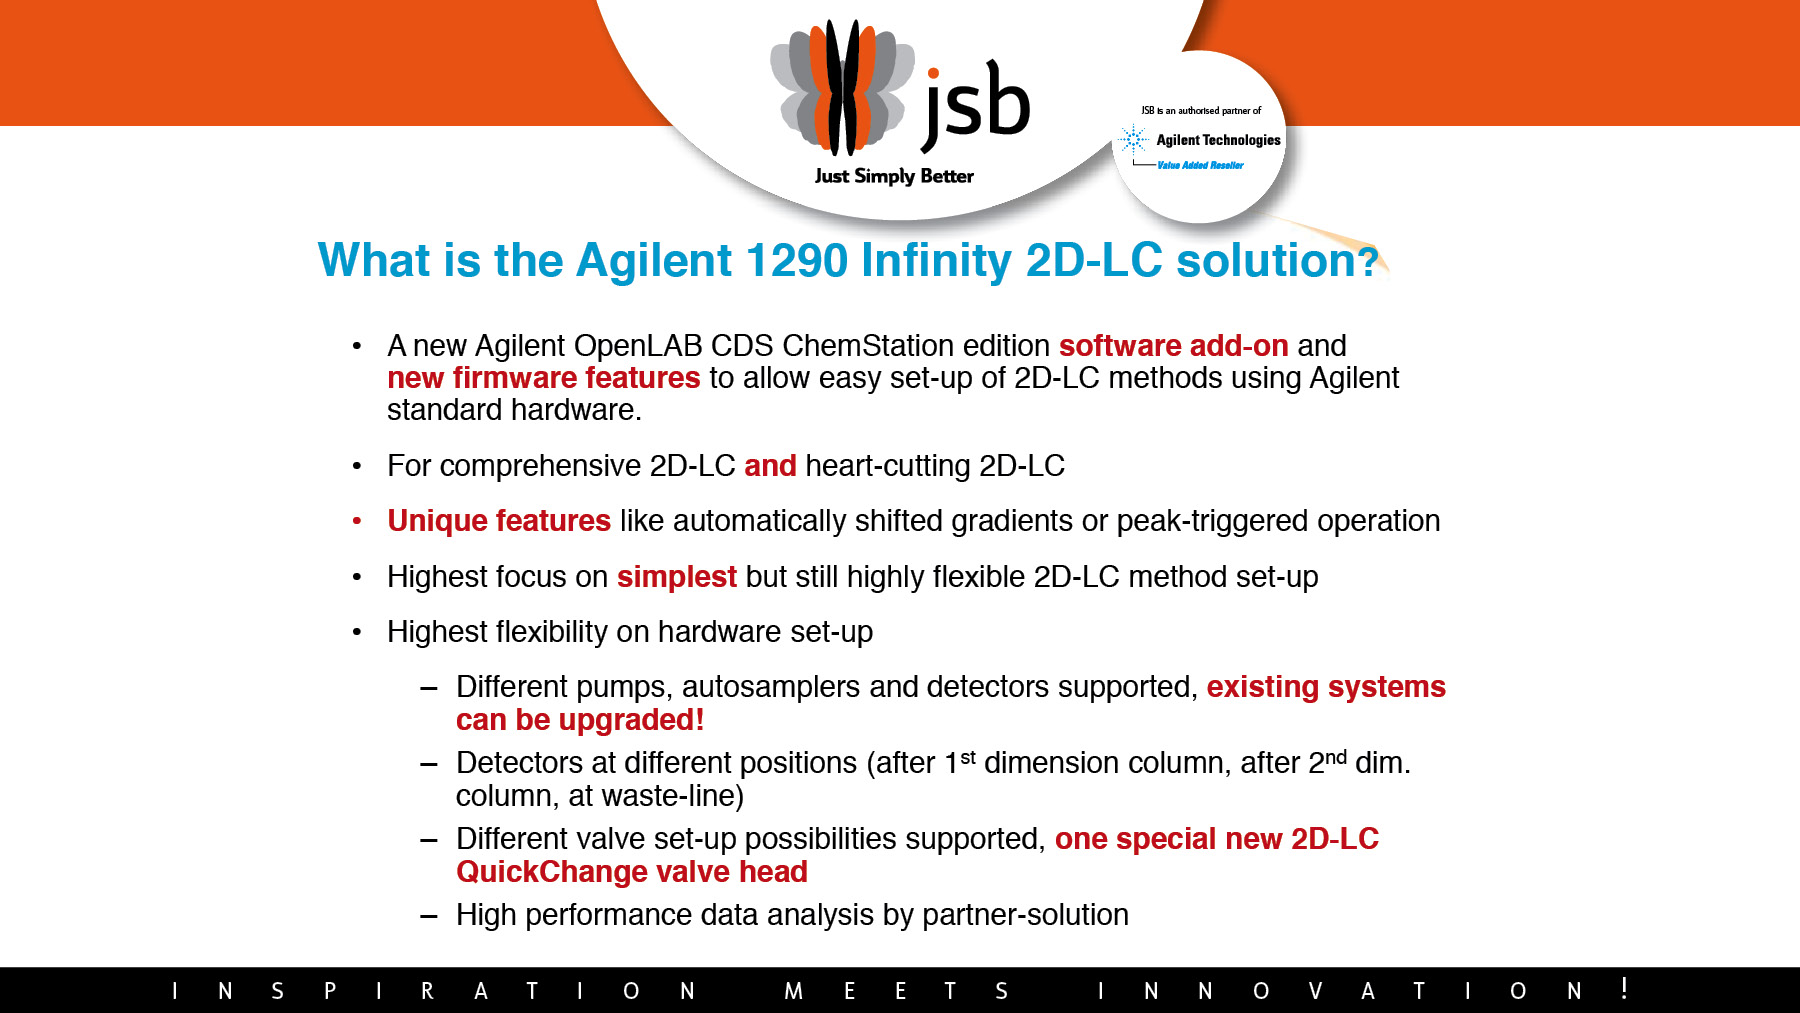 jsb
Just Simply Better
JSB is an authorised partner of
Agilent Technologies
Value Added Reseller
What is the Agilent 1290 Infinity 2D-LC solution?
• A new Agilent OpenLAB CDS ChemStation edition software add-on and
new firmware features to allow easy set-up of 2D-LC methods using Agilent
standard hardware.
• For comprehensive 2D-LC and heart-cutting 2D-LC
• Unique features like automatically shifted gradients or peak-triggered operation
• Highest focus on simplest but still highly flexible 2D-LC method set-up
• Highest flexibility on hardware set-up
– Different pumps, autosamplers and detectors supported, existing systems
can be upgraded!
– Detectors at different positions (after 1st dimension column, after 2nd dim.
column, at waste-line)
– Different valve set-up possibilities supported, one special new 2D-LC
QuickChange valve head
– High performance data analysis by partner-solution
INSPIRATION MEETS INNOVATION!